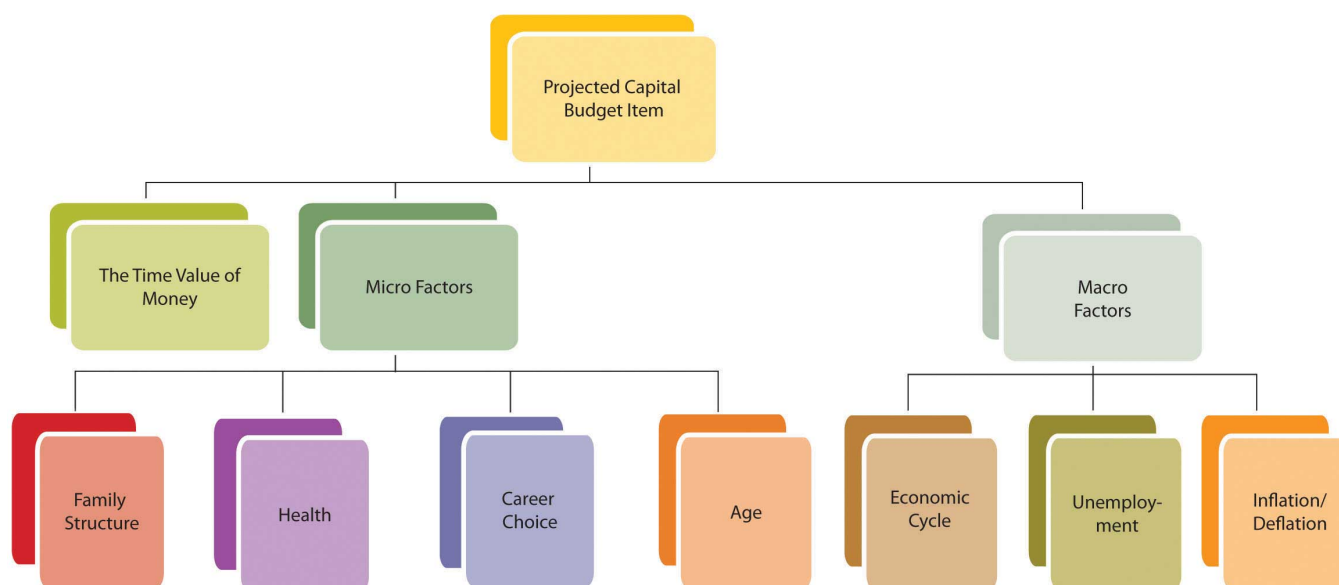 Projected Capital
Budget Item
The Time Value of
Money
Micro Factors
Macro
Factors
Family
Structure
Health
Career
Choice
Age
Economic
Cycle
Unemploy-
ment
Inflation/
Deflation